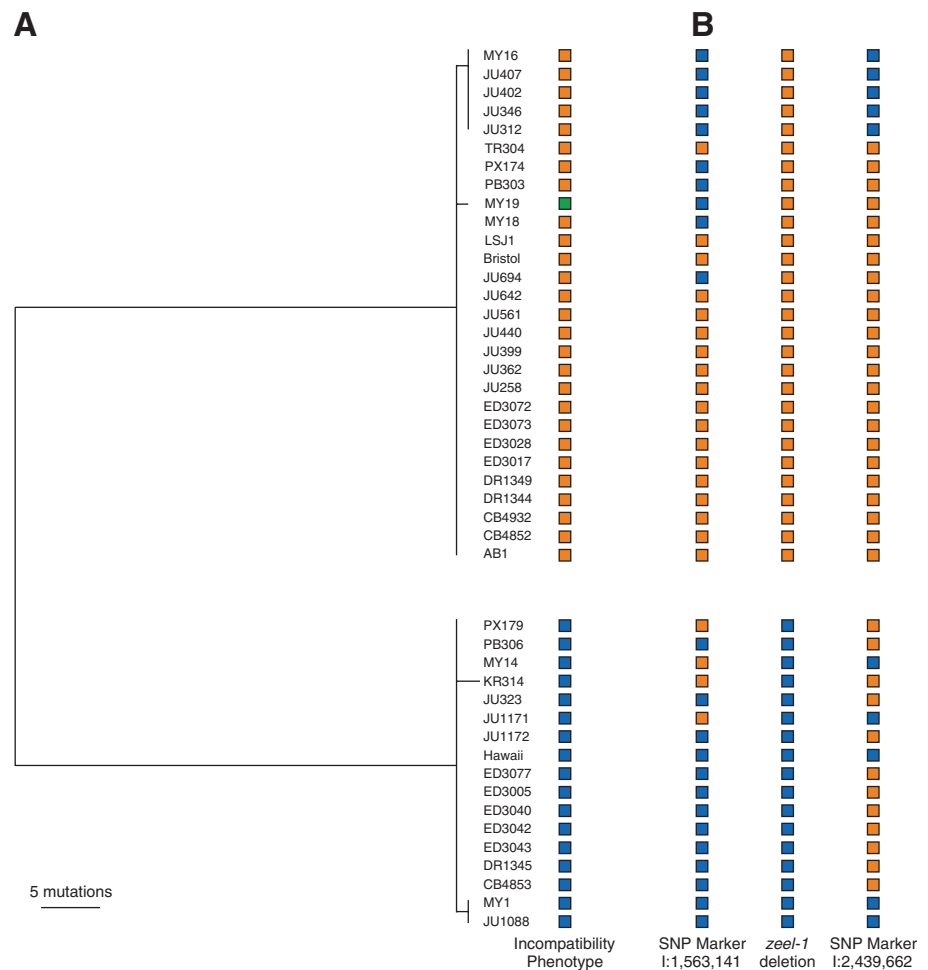 A
B
MY16
JU407
JU402
JU346
JU312
TR304
PX174
PB303
MY19
MY18
LSJ1
Bristol
JU694
JU642
JU561
JU440
JU399
JU362
JU258
ED3072
ED3073
ED3028
ED3017
DR1349
DR1344
CB4932
CB4852
AB1
PX179
PB306
MY14
KR314
JU323
JU1171
JU1172
Hawaii
ED3077
ED3005
ED3040
ED3042
ED3043
DR1345
CB4853
MY1
JU1088
5 mutations
Incompatibility
Phenotype
SNP Marker
I:1,563,141
zeel-1
deletion
SNP Marker
I:2,439,662